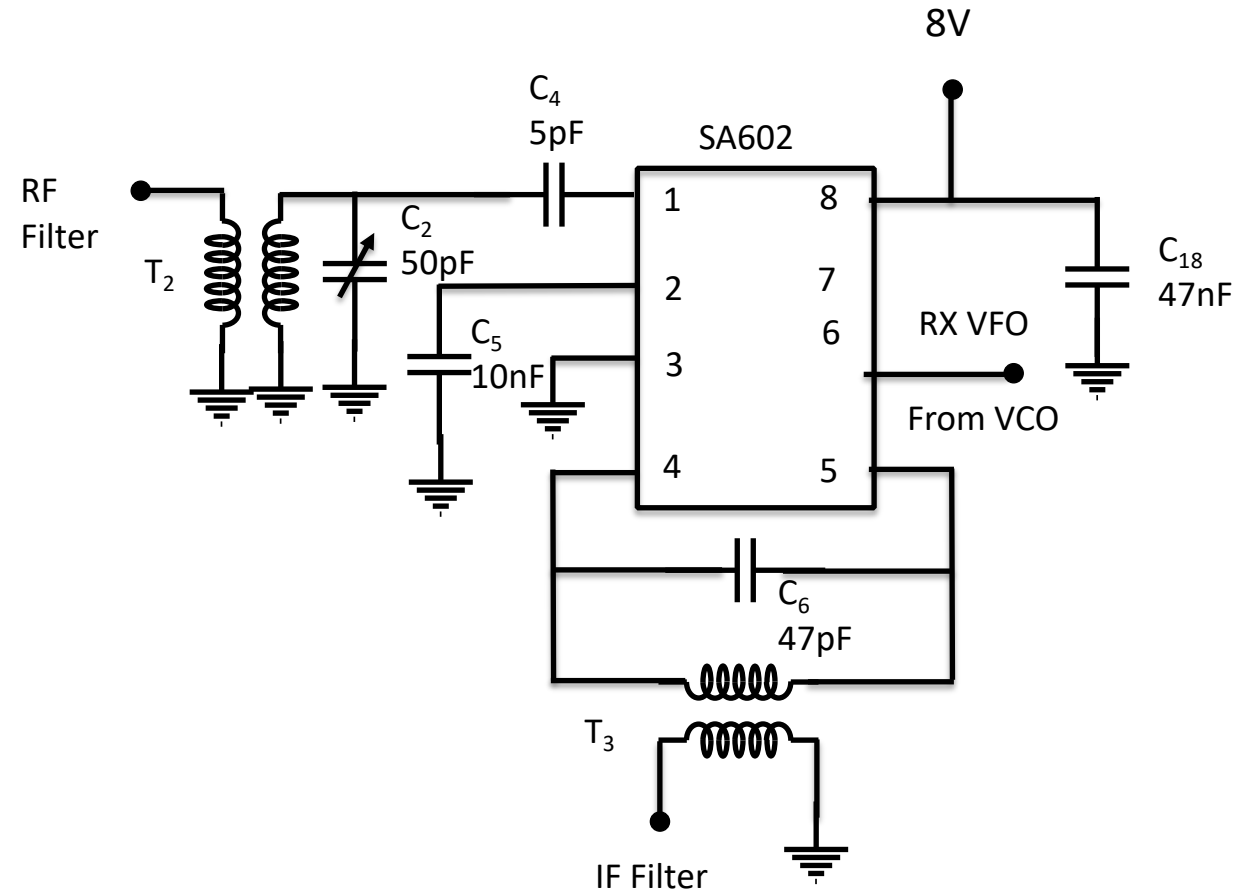 8V
C₄
5pF
SA602
RF
Filter
T₂
C₂
50pF
1
8
C₁₈
47nF
2
7
RX VFO
6
C₅
10nF
3
From VCO
4
5
C₆
47pF
T₃
IF Filter